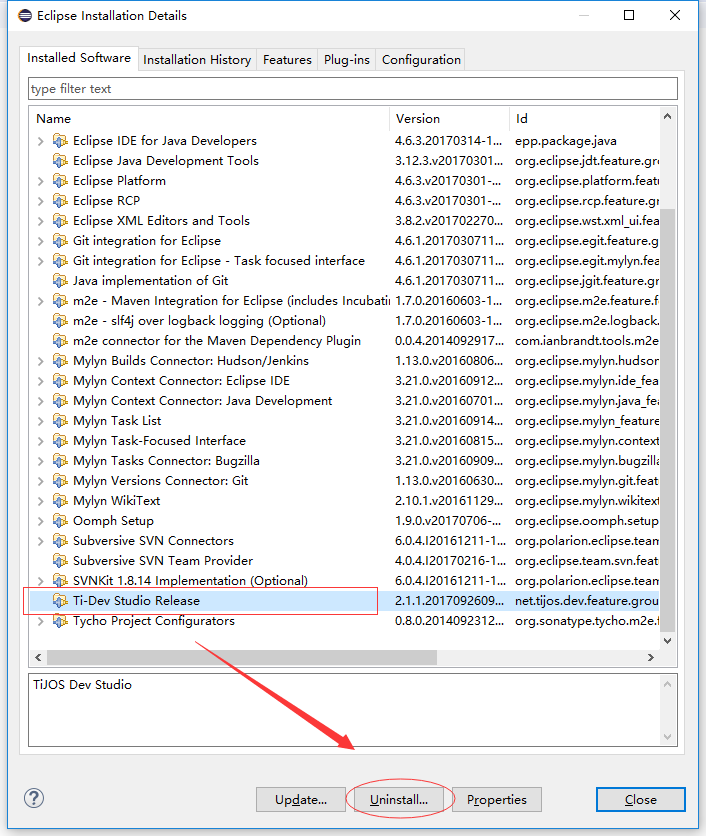 Eclipse Installation Details
Installed Software Installation History Features Plug-ins Configuration
type filter text
Name Version Id
Eclipse IDE for Java Developers 4.6.3.20170314-1... epp.package.java
Eclipse Java Development Tools 3.12.3.v20170301... org.eclipse.jdt.feature.gr
Eclipse Platform 4.6.3.v20170301-... org.eclipse.platform.featu
Eclipse RCP 4.6.3.v20170301-... org.eclipse.rcp.feature.gr
Eclipse XML Editors and Tools 3.8.2.v201702270... org.eclipse.wst.xml_ui.fea
Git integration for Eclipse 4.6.1.2017030711... org.eclipse.egit.feature.g
Git integration for Eclipse - Task focused interface 4.6.1.2017030711... org.eclipse.egit.mylyn.fea
Java implementation of Git 4.6.1.2017030711... org.eclipse.jgit.feature.gr
m2e - Maven Integration for Eclipse (includes Incubatin 1.7.0.20160603-1... org.eclipse.m2e.feature.f
m2e - slf4j over logback logging (Optional) 1.7.0.20160603-1... org.eclipse.m2e.logback.
m2e connector for the Maven Dependency Plugin 0.0.4.2014092917... com.ianbrandt.tools.m2e
Mylyn Builds Connector: Hudson/Jenkins 1.13.0.v20160806... org.eclipse.mylyn.hudson
Mylyn Context Connector: Eclipse IDE 3.21.0.v20160912... org.eclipse.mylyn.ide_fea
Mylyn Context Connector: Java Development 3.21.0.v20160701... org.eclipse.mylyn.java_fea
Mylyn Task List 3.21.0.v20160914... org.eclipse.mylyn_feature
Mylyn Task-Focused Interface 3.21.0.v20160815... org.eclipse.mylyn.context
Mylyn Tasks Connector: Bugzilla 3.21.0.v20160909... org.eclipse.mylyn.bugzilla
Mylyn Versions Connector: Git 1.13.0.v20160630... org.eclipse.mylyn.git.feat
Mylyn WikiText 2.10.1.v20161129... org.eclipse.mylyn.wikitext
Oomph Setup 1.9.0.v20170706-... org.eclipse.oomph.setup.
Subversive SVN Connectors 6.0.4.I20161211-1... org.polarion.eclipse.team
Subversive SVN Team Provider 4.0.4.I20170216-1... org.eclipse.team.svn.featu
SVNKit 1.8.14 Implementation (Optional) 6.0.4.I20161211-1... org.polarion.eclipse.team
Ti-Dev Studio Release 2.1.1.2017092609... net.tijos.dev.feature.grou
Tycho Project Configurators 0.8.0.2014092312... org.sonatype.tycho.m2e.f
TiJOS Dev Studio
? Update... Uninstall... Properties Close